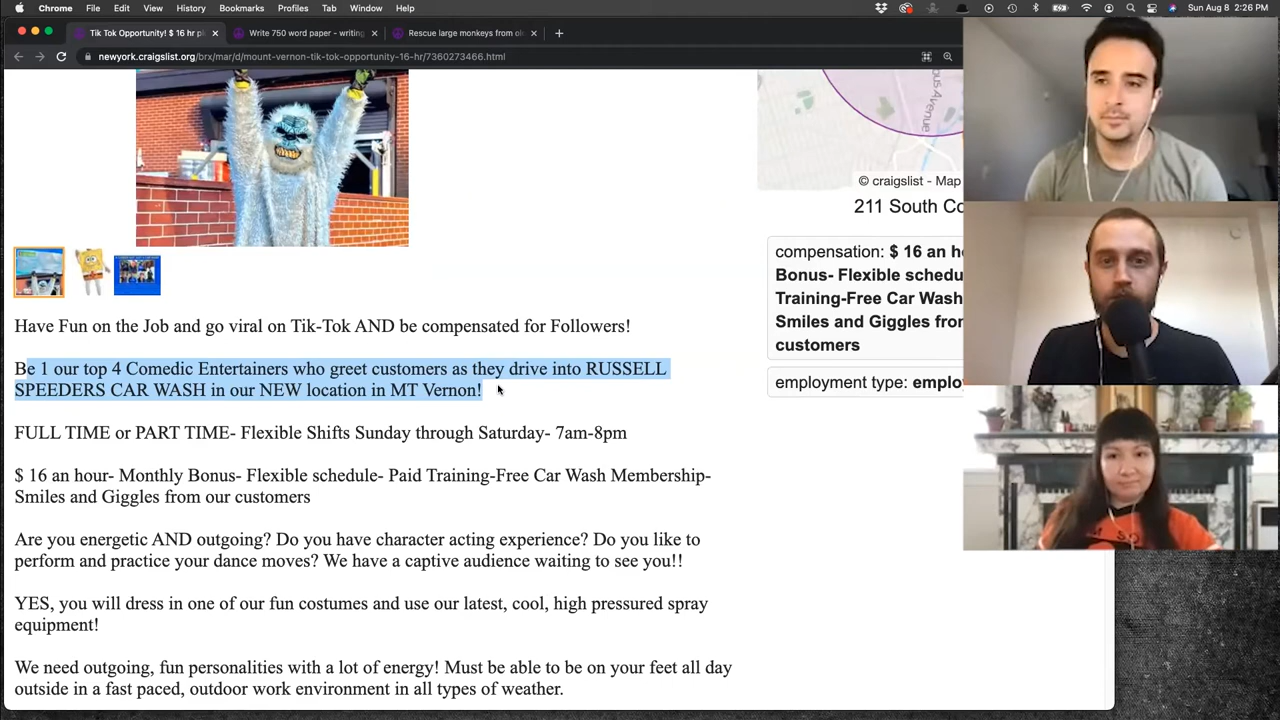 Chrome File Edit View History Bookmarks Profiles Tab Window Help
Sun Aug 8 2:26 PM
Tik Tok Opportunity! $ 16 hr pl
Write 750 word paper - writing
Rescue large monkeys from ol
newyork.craigslist.org/brx/mar/d/mount-vernon-tik-tok-opportunity-16-hr/7360273466.html
© craigslist - Map
211 South Co
compensation: $ 16 an h
Bonus- Flexible schedu
Training-Free Car Wash
Smiles and Giggles fro
customers
employment type: emplo
Have Fun on the Job and go viral on Tik-Tok AND be compensated for Followers!
Be 1 our top 4 Comedic Entertainers who greet customers as they drive into RUSSELL
SPEEDERS CAR WASH in our NEW location in MT Vernon!
FULL TIME or PART TIME- Flexible Shifts Sunday through Saturday- 7am-8pm
$ 16 an hour- Monthly Bonus- Flexible schedule- Paid Training-Free Car Wash Membership-
Smiles and Giggles from our customers
Are you energetic AND outgoing? Do you have character acting experience? Do you like to
perform and practice your dance moves? We have a captive audience waiting to see you!!
YES, you will dress in one of our fun costumes and use our latest, cool, high pressured spray
equipment!
We need outgoing, fun personalities with a lot of energy! Must be able to be on your feet all day
outside in a fast paced, outdoor work environment in all types of weather.